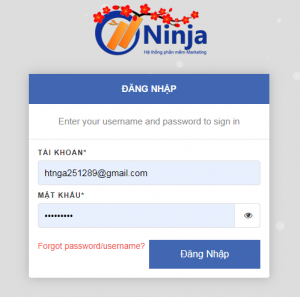 Ninja
Hệ thống phần mềm Marketing
ĐĂNG NHẬP
Enter your username and password to sign in
TÀI KHOẢN*
htnga251289@gmail.com
MẬT KHẨU*
•••••••••
Forgot password/username?
Đăng Nhập